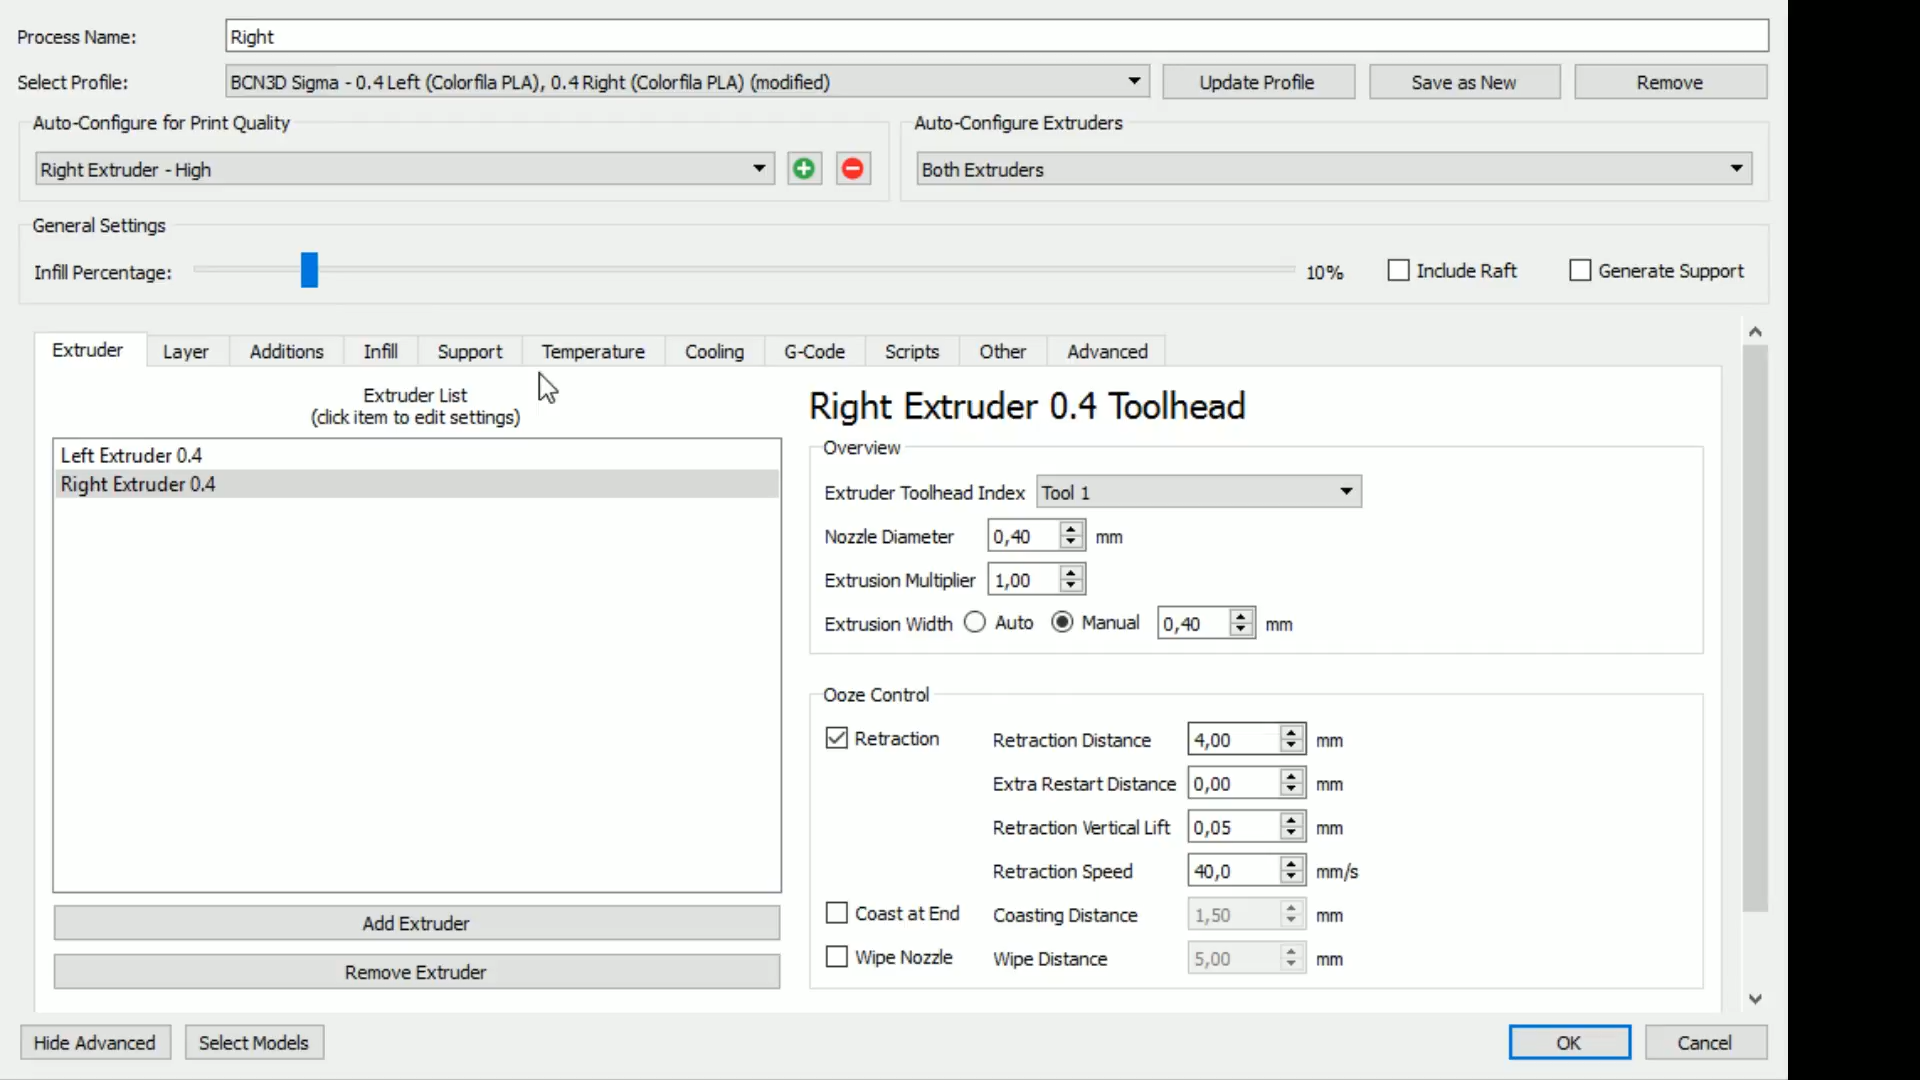 Process Name: Right
Select Profile: BCN3D Sigma - 0.4 Left (Colorfila PLA), 0.4 Right (Colorfila PLA) (modified) Update Profile Save as New Remove
Auto-Configure for Print Quality Auto-Configure Extruders
Right Extruder - High Both Extruders
General Settings
Infill Percentage: 10% Include Raft Generate Support
Extruder Layer Additions Infill Support Temperature Cooling G-Code Scripts Other Advanced
Extruder List
(click item to edit settings)
Left Extruder 0.4
Right Extruder 0.4
Add Extruder
Remove Extruder
Right Extruder 0.4 Toolhead
Overview
Extruder Toolhead Index Tool 1
Nozzle Diameter 0,40 mm
Extrusion Multiplier 1,00
Extrusion Width Auto Manual 0,40 mm
Ooze Control
Retraction Retraction Distance 4,00 mm
Extra Restart Distance 0,00 mm
Retraction Vertical Lift 0,05 mm
Retraction Speed 40,0 mm/s
Coast at End Coasting Distance 1,50 mm
Wipe Nozzle Wipe Distance 5,00 mm
Hide Advanced Select Models OK Cancel